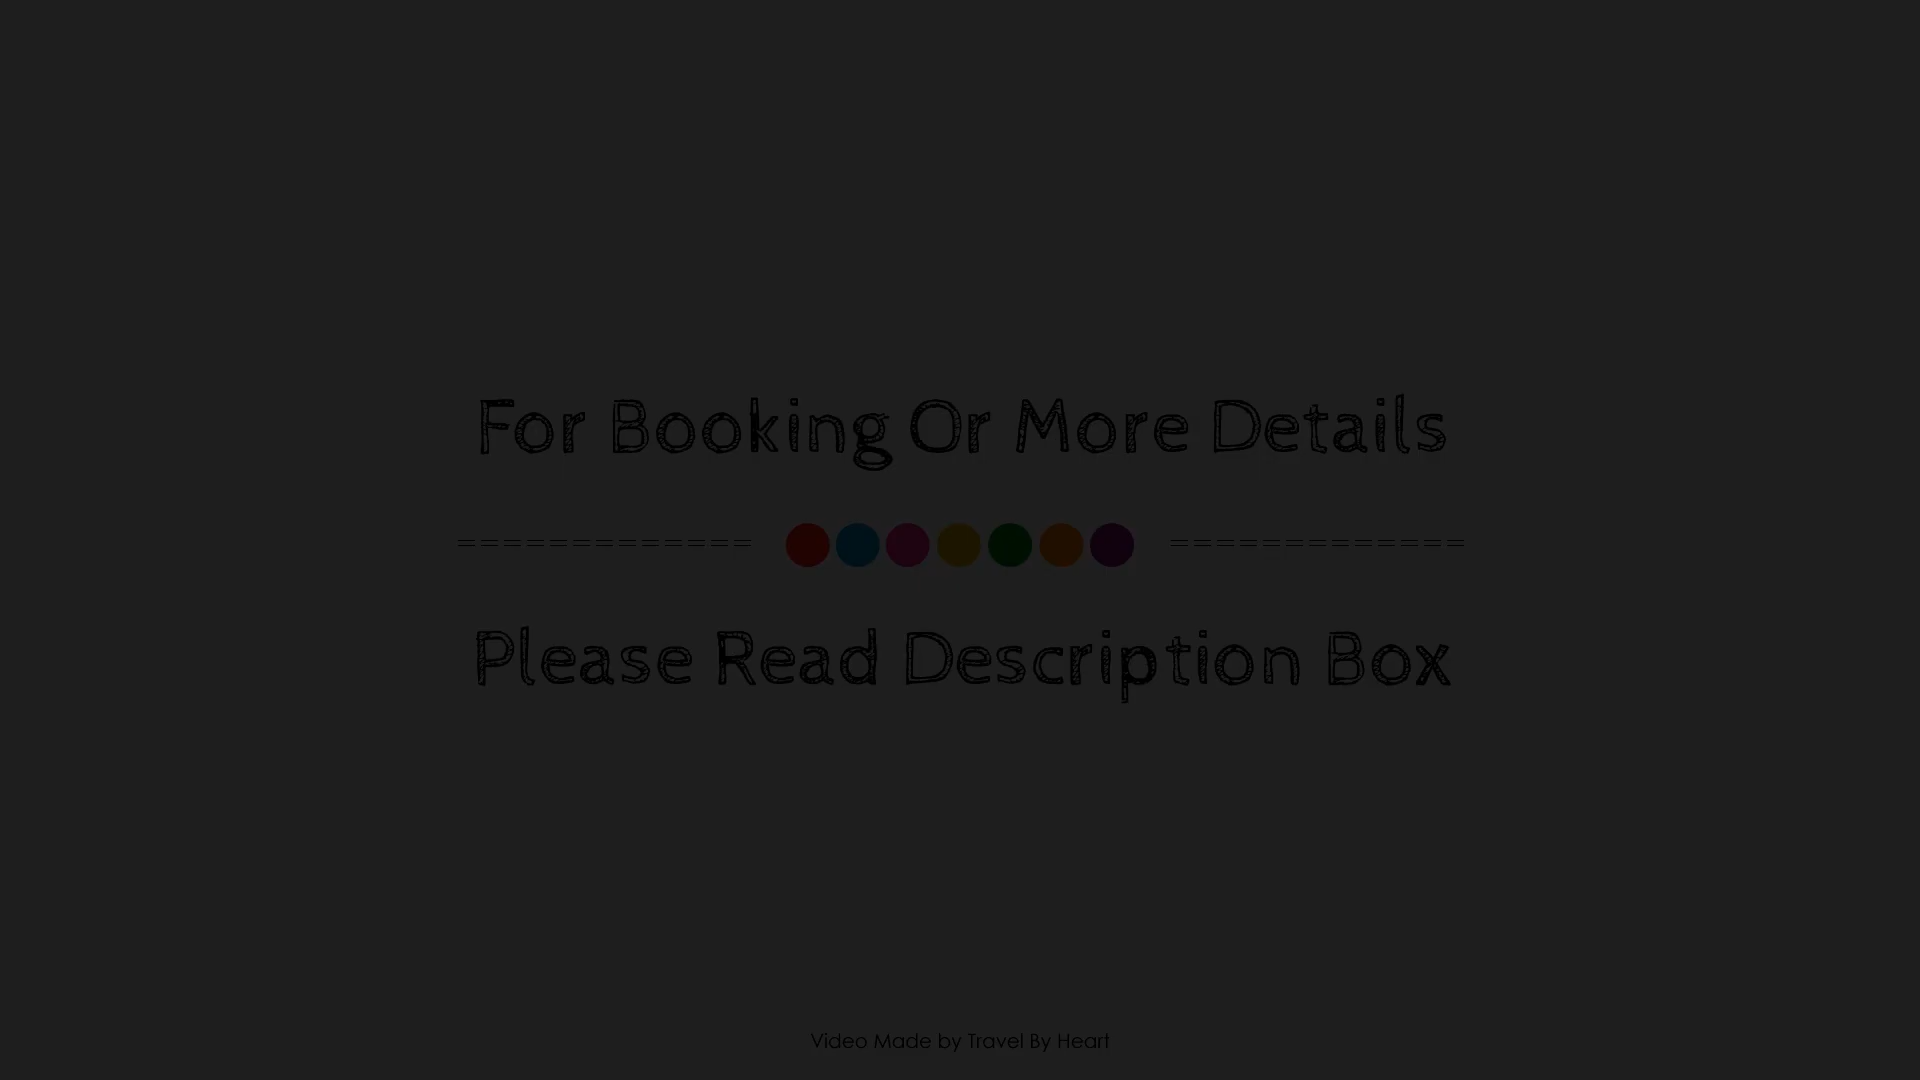 For Booking Or More Details
============= =============
Please Read Description Box
Video Made by Travel By Heart